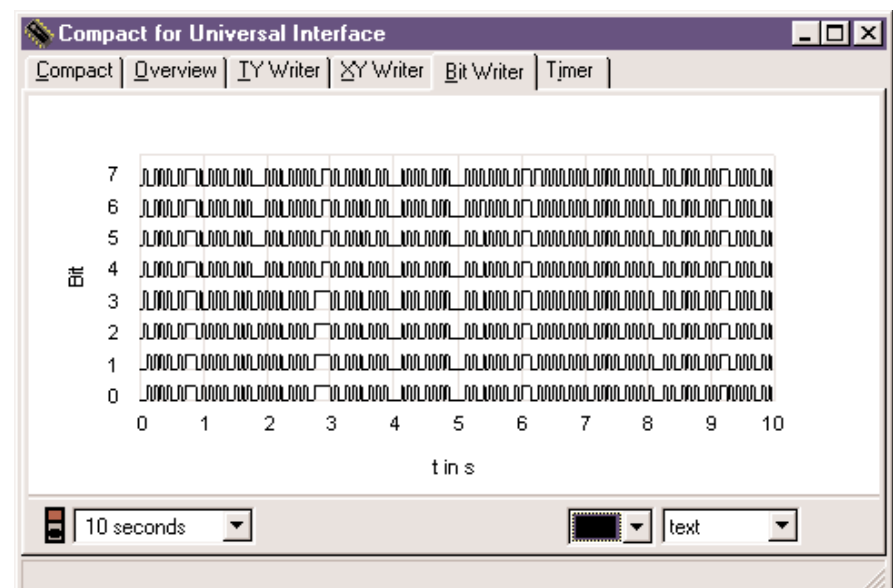 Compact for Universal Interface
Compact Overview TY Writer XY Writer Bit Writer Timer
7
6
5
4
Bit
3
2
1
0
0 1 2 3 4 5 6 7 8 9 10
t in s
10 seconds text